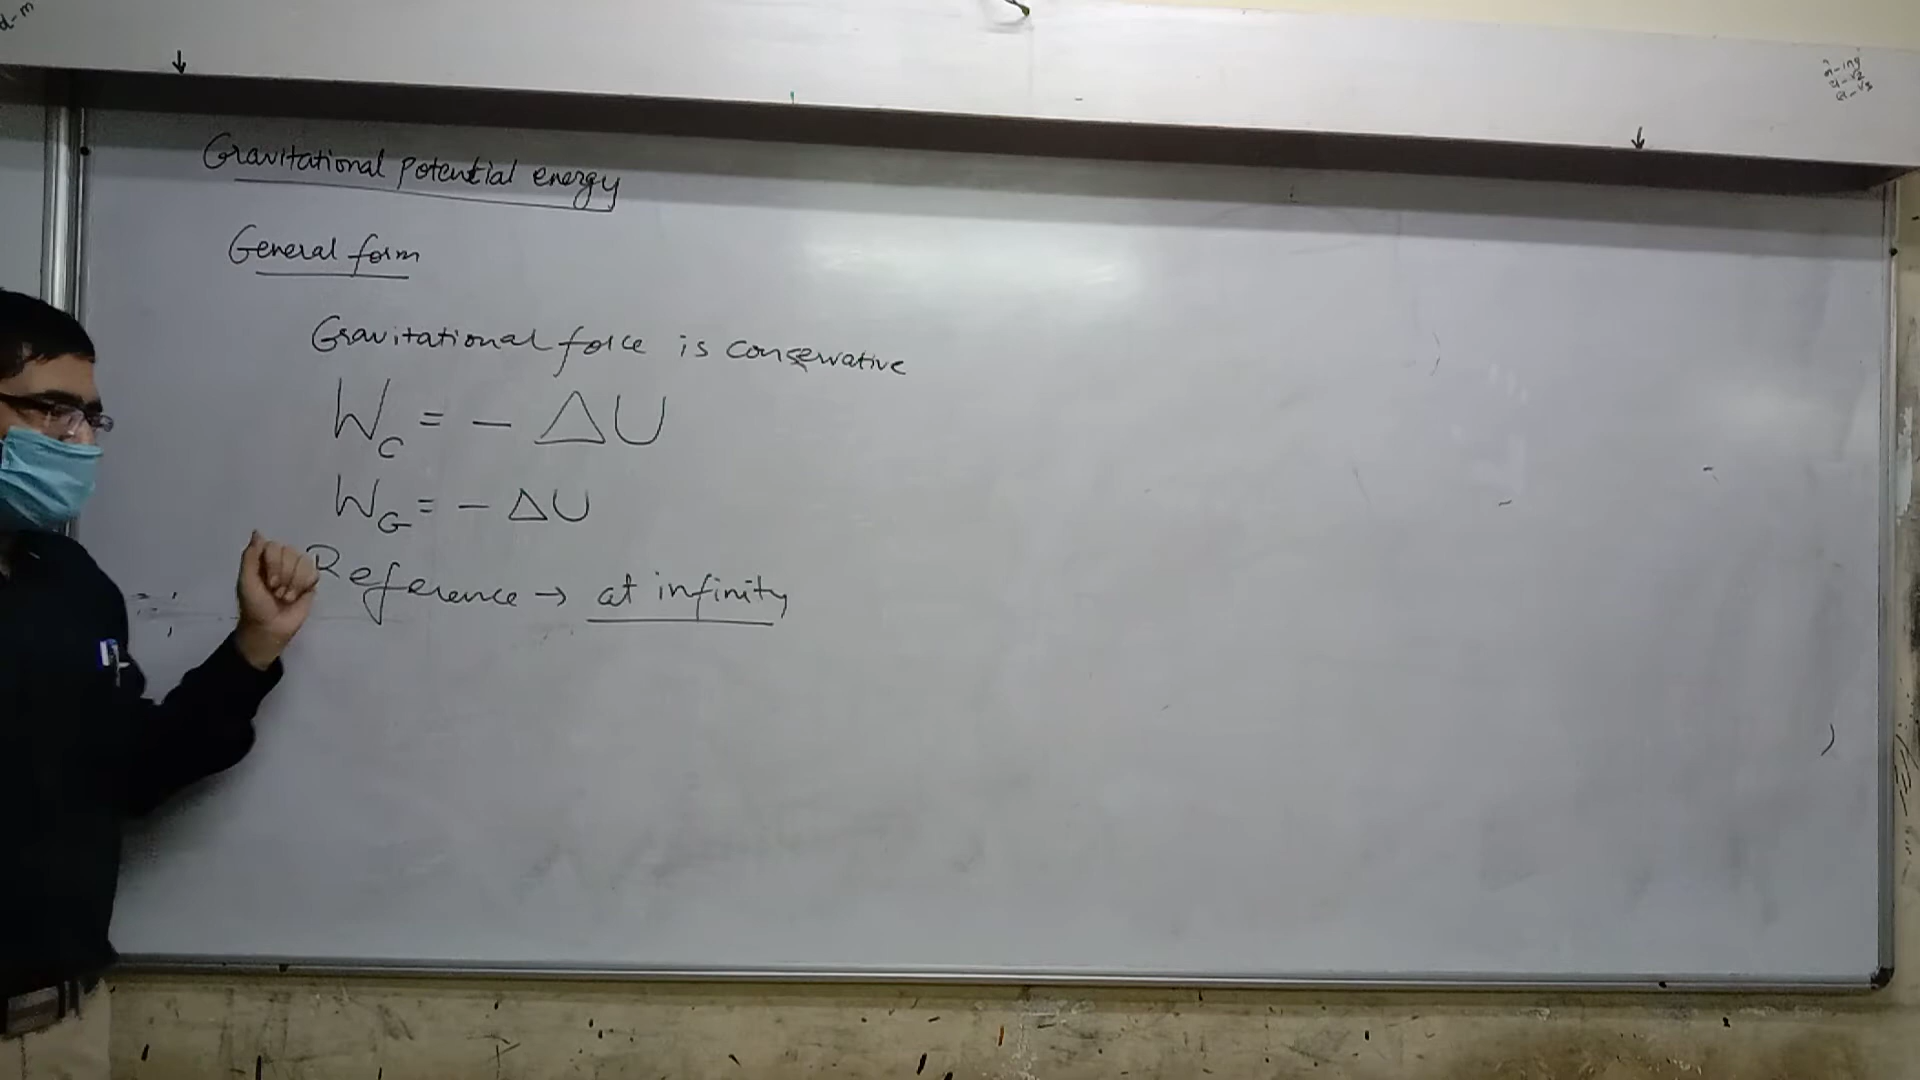 d-m
Gravitational potential energy
General form
Gravitational force is conservative
W_C = - ΔU
W_G = - ΔU
Reference → at infinity